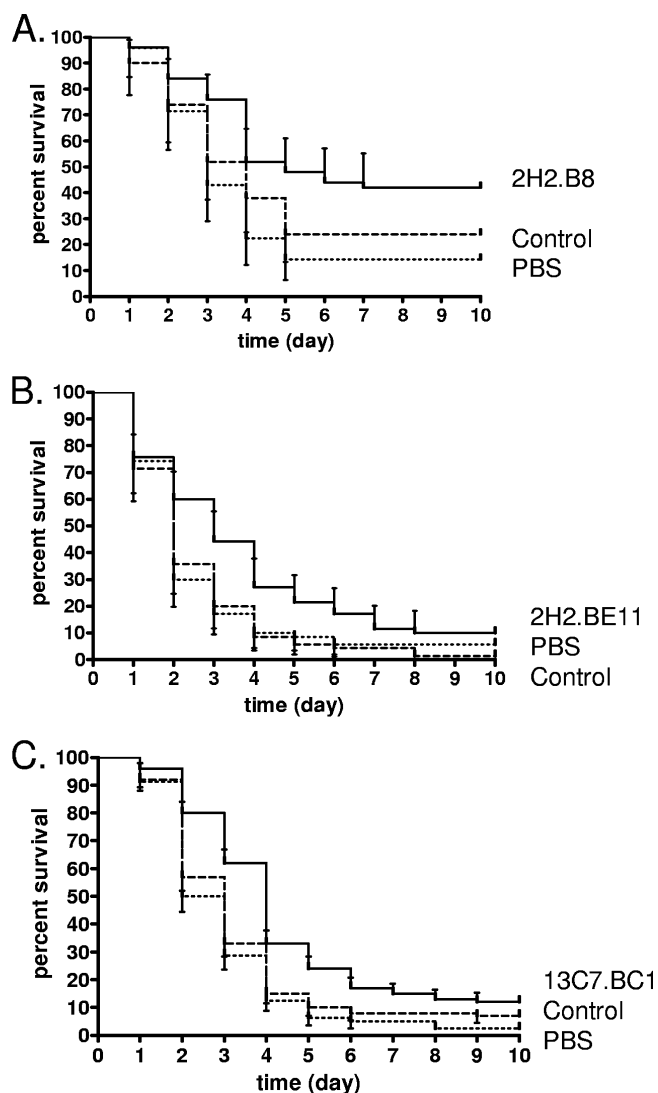 A.
percent survival
100
90
80
70
60
50
40
30
20
10
0
0 1 2 3 4 5 6 7 8 9 10
time (day)
2H2.B8
Control
PBS
B.
percent survival
100
90
80
70
60
50
40
30
20
10
0
0 1 2 3 4 5 6 7 8 9 10
time (day)
2H2.BE11
PBS
Control
C.
percent survival
100
90
80
70
60
50
40
30
20
10
0
0 1 2 3 4 5 6 7 8 9 10
time (day)
13C7.BC1
Control
PBS